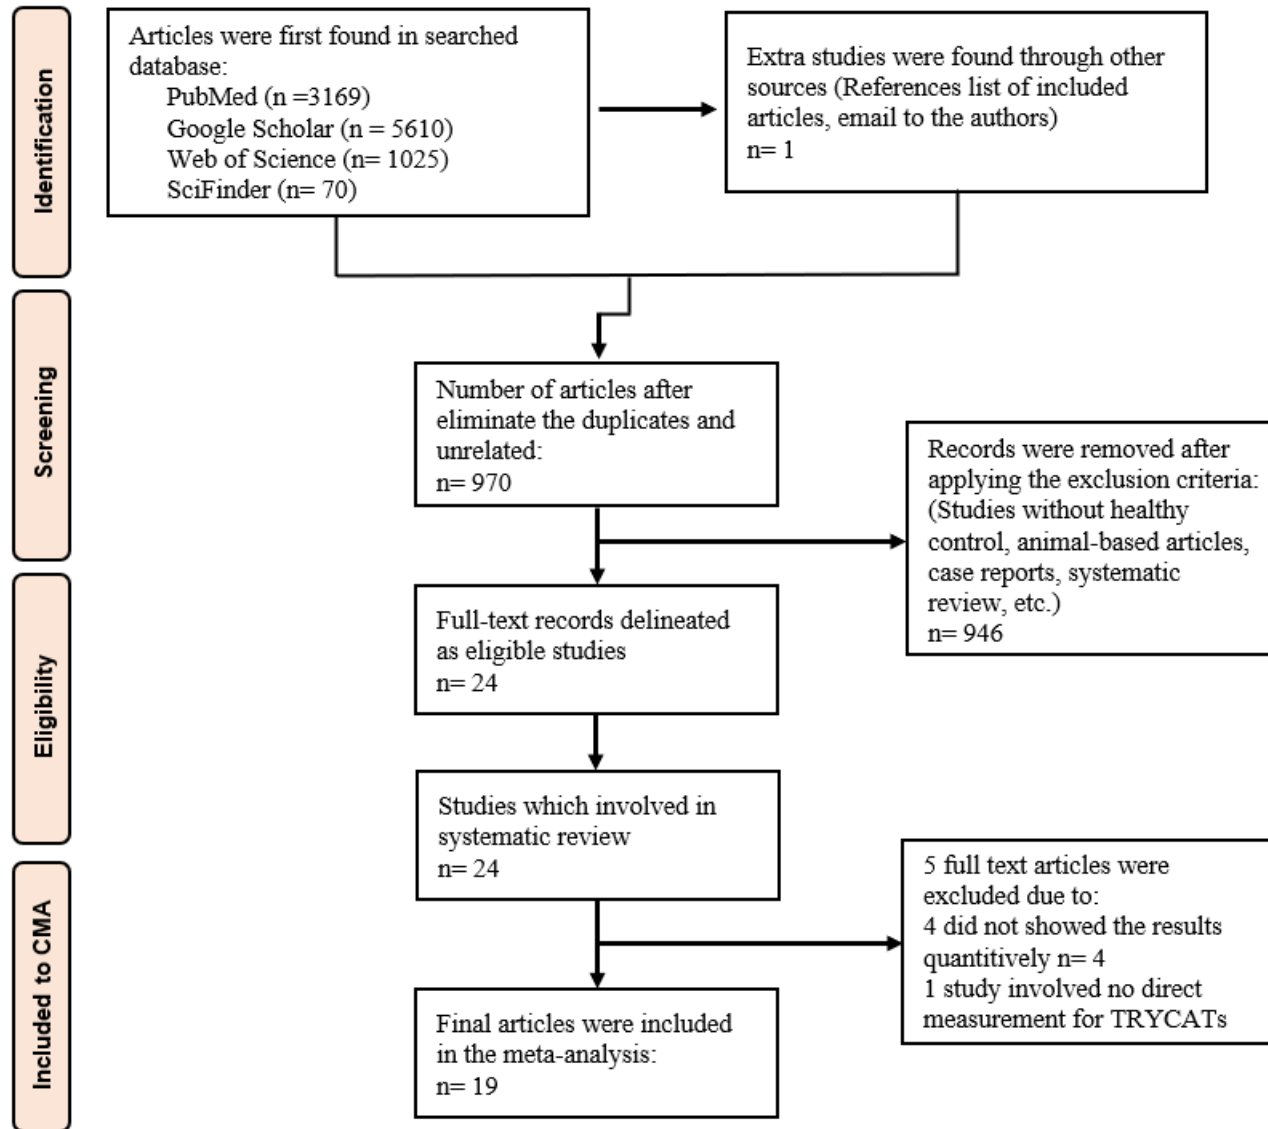 Identification
Articles were first found in searched
database:
PubMed (n =3169)
Google Scholar (n = 5610)
Web of Science (n= 1025)
SciFinder (n= 70)
Extra studies were found through other
sources (References list of included
articles, email to the authors)
n= 1
Screening
Number of articles after
eliminate the duplicates and
unrelated:
n= 970
Records were removed after
applying the exclusion criteria:
(Studies without healthy
control, animal-based articles,
case reports, systematic
review, etc.)
n= 946
Eligibility
Full-text records delineated
as eligible studies
n= 24
Studies which involved in
systematic review
n= 24
Included to CMA
5 full text articles were
excluded due to:
4 did not showed the results
quantitively n= 4
1 study involved no direct
measurement for TRYCATs
Final articles were included
in the meta-analysis:
n= 19